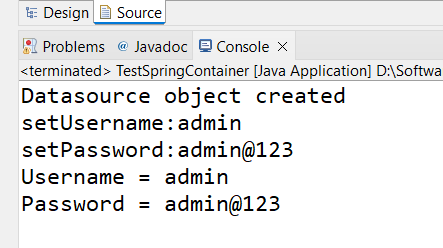 Design Source
Problems @ Javadoc Console ×
<terminated> TestSpringContainer [Java Application] D:\Softwa
Datasource object created
setUsername:admin
setPassword:admin@123
Username = admin
Password = admin@123